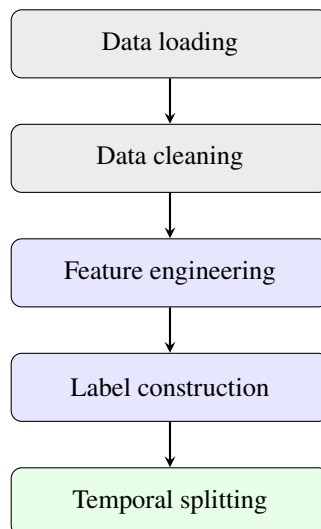 Data loading
Data cleaning
Feature engineering
Label construction
Temporal splitting